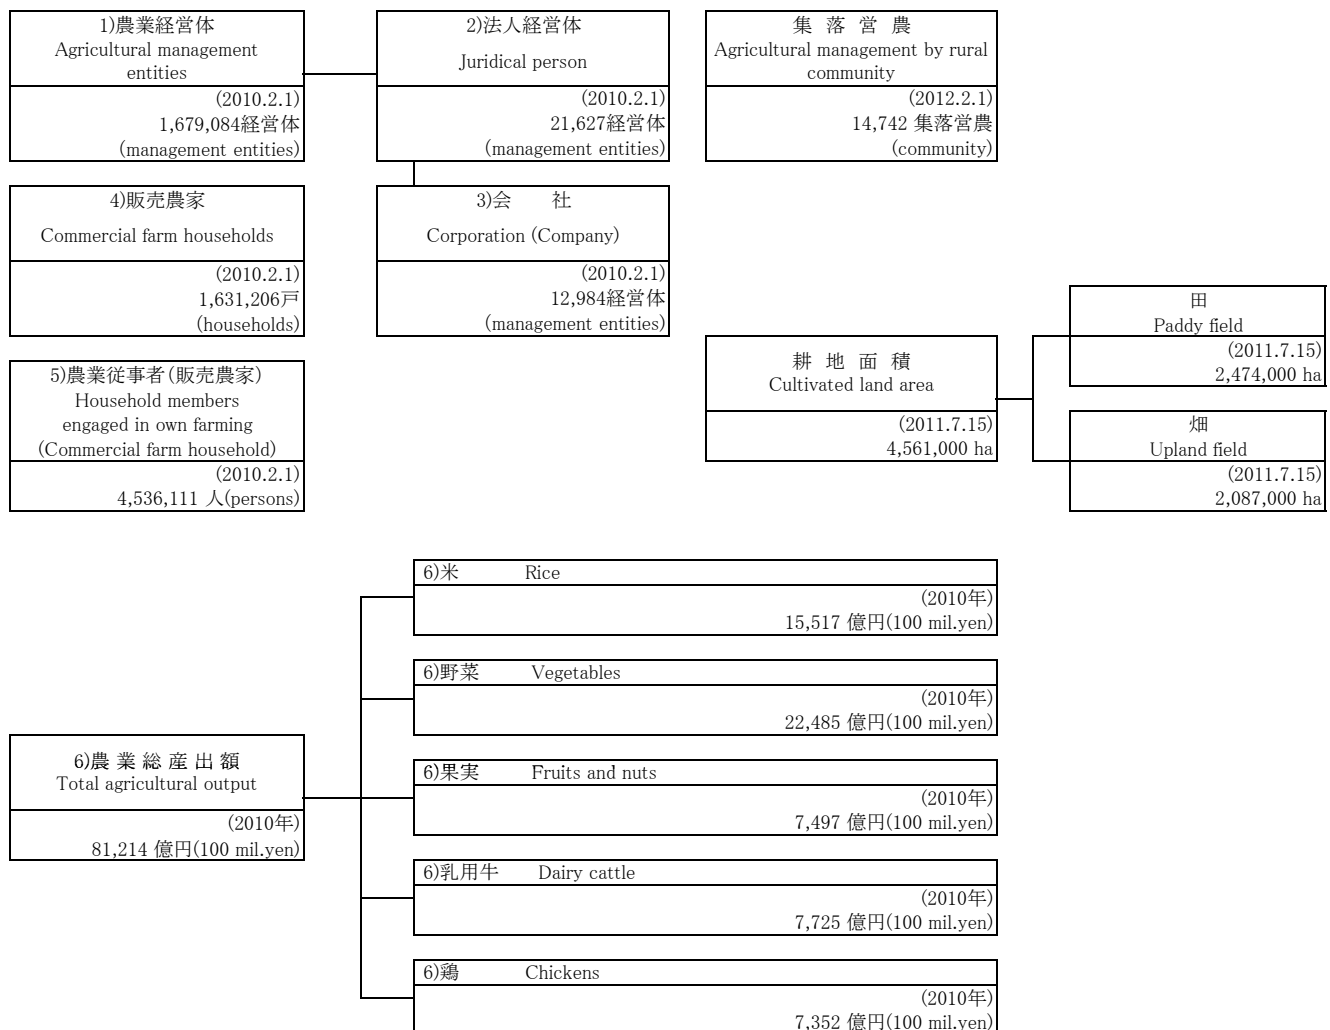 1)農業経営体
Agricultural management
entities
(2010.2.1)
1,679,084経営体
(management entities)
2)法人経営体
Juridical person
(2010.2.1)
21,627経営体
(management entities)
集 落 営 農
Agricultural management by rural
community
(2012.2.1)
14,742 集落営農
(community)
4)販売農家
Commercial farm households
(2010.2.1)
1,631,206戸
(households)
3)会 社
Corporation (Company)
(2010.2.1)
12,984経営体
(management entities)
5)農業従事者(販売農家)
Household members
engaged in own farming
(Commercial farm household)
(2010.2.1)
4,536,111 人(persons)
耕 地 面 積
Cultivated land area
(2011.7.15)
4,561,000 ha
田
Paddy field
(2011.7.15)
2,474,000 ha
畑
Upland field
(2011.7.15)
2,087,000 ha
6)農 業 総 産 出 額
Total agricultural output
(2010年)
81,214 億円(100 mil.yen)
6)米 Rice
(2010年)
15,517 億円(100 mil.yen)
6)野菜 Vegetables
(2010年)
22,485 億円(100 mil.yen)
6)果実 Fruits and nuts
(2010年)
7,497 億円(100 mil.yen)
6)乳用牛 Dairy cattle
(2010年)
7,725 億円(100 mil.yen)
6)鶏 Chickens
(2010年)
7,352 億円(100 mil.yen)